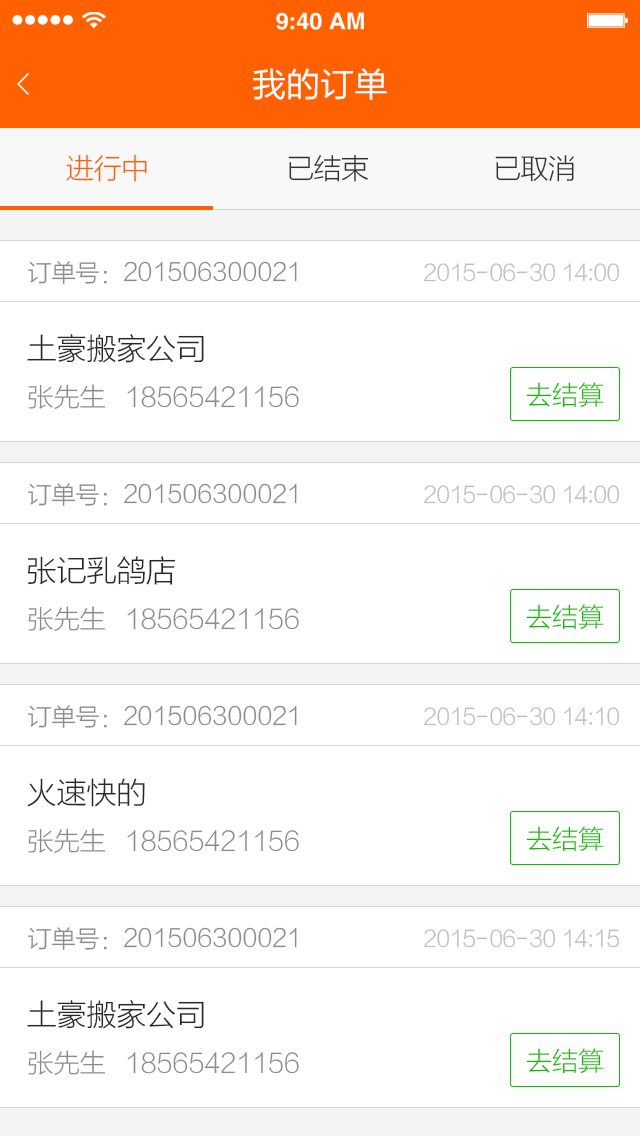 9:40 AM
我的订单
进行中 已结束 已取消
订单号：201506300021 2015-06-30 14:00
土豪搬家公司
张先生 18565421156 去结算
订单号：201506300021 2015-06-30 14:00
张记乳鸽店
张先生 18565421156 去结算
订单号：201506300021 2015-06-30 14:10
火速快的
张先生 18565421156 去结算
订单号：201506300021 2015-06-30 14:15
土豪搬家公司
张先生 18565421156 去结算